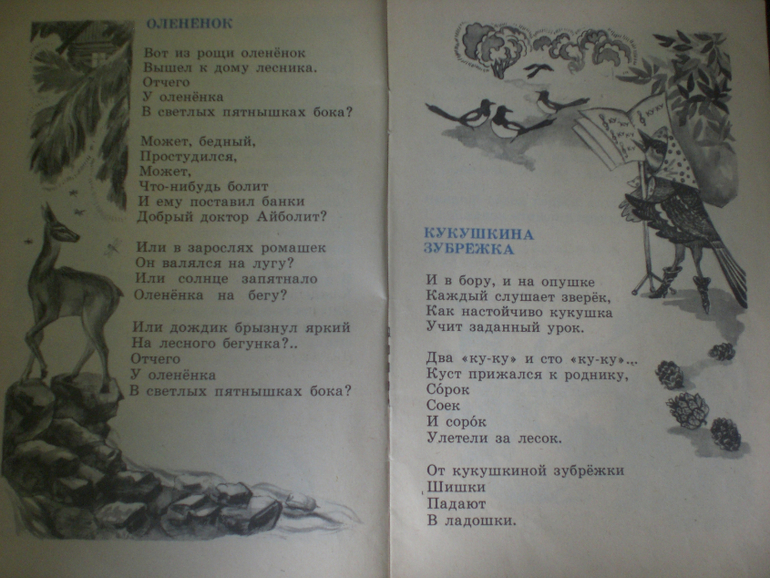 ОЛЕНЁНОК
Вот из рощи оленёнок
Вышел к дому лесника.
Отчего
У оленёнка
В светлых пятнышках бока?
Может, бедный,
Простудился,
Может,
Что-нибудь болит
И ему поставил банки
Добрый доктор Айболит?
Или в зарослях ромашек
Он валялся на лугу?
Или солнце запятнало
Оленёнка на бегу?
Или дождик брызнул яркий
На лесного бегунка?..
Отчего
У оленёнка
В светлых пятнышках бока?
КУКУШКИНА
ЗУБРЁЖКА
И в бору, и на опушке
Каждый слушает зверёк,
Как настойчиво кукушка
Учит заданный урок.
Два «ку-ку» и сто «ку-ку»...
Куст прижался к роднику,
Со́рок
Соек
И соро́к
Улетели за лесок.
От кукушкиной зубрёжки
Шишки
Падают
В ладошки.